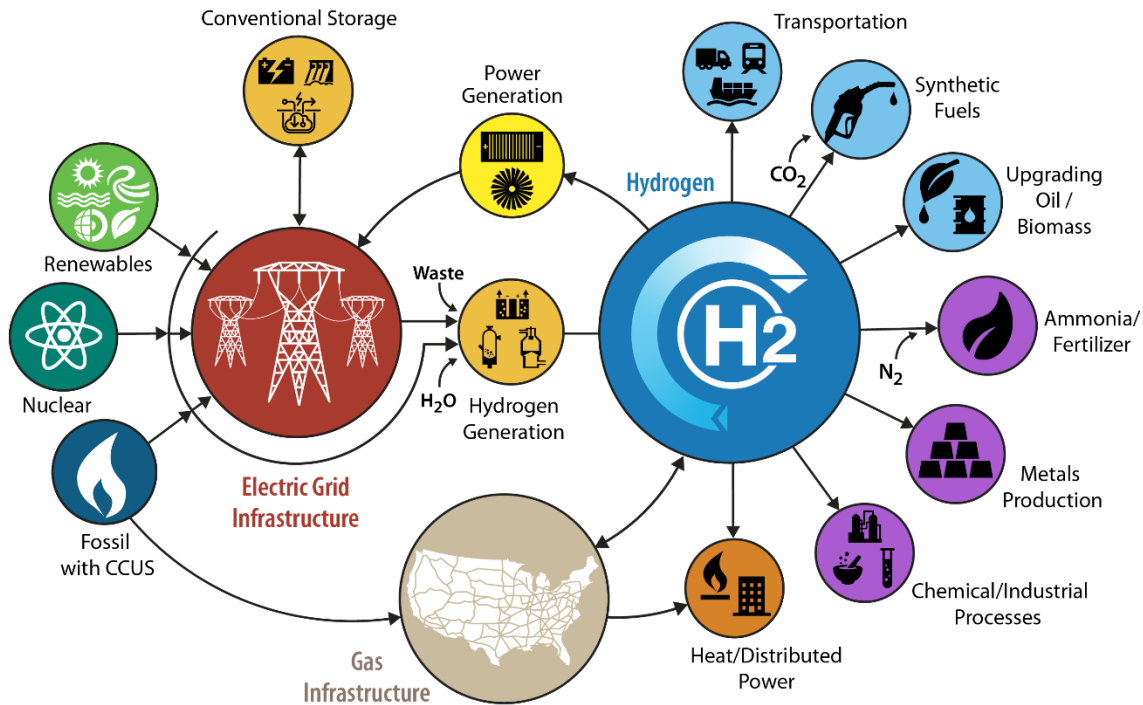 Conventional Storage
Transportation
Power
Generation
Synthetic
Fuels
CO₂
Hydrogen
Upgrading
Oil /
Biomass
Renewables
Waste
H2
Ammonia/
Fertilizer
N₂
Nuclear
H₂O
Hydrogen
Generation
Electric Grid
Infrastructure
Metals
Production
Fossil
with CCUS
Chemical/Industrial
Processes
Gas
Infrastructure
Heat/Distributed
Power